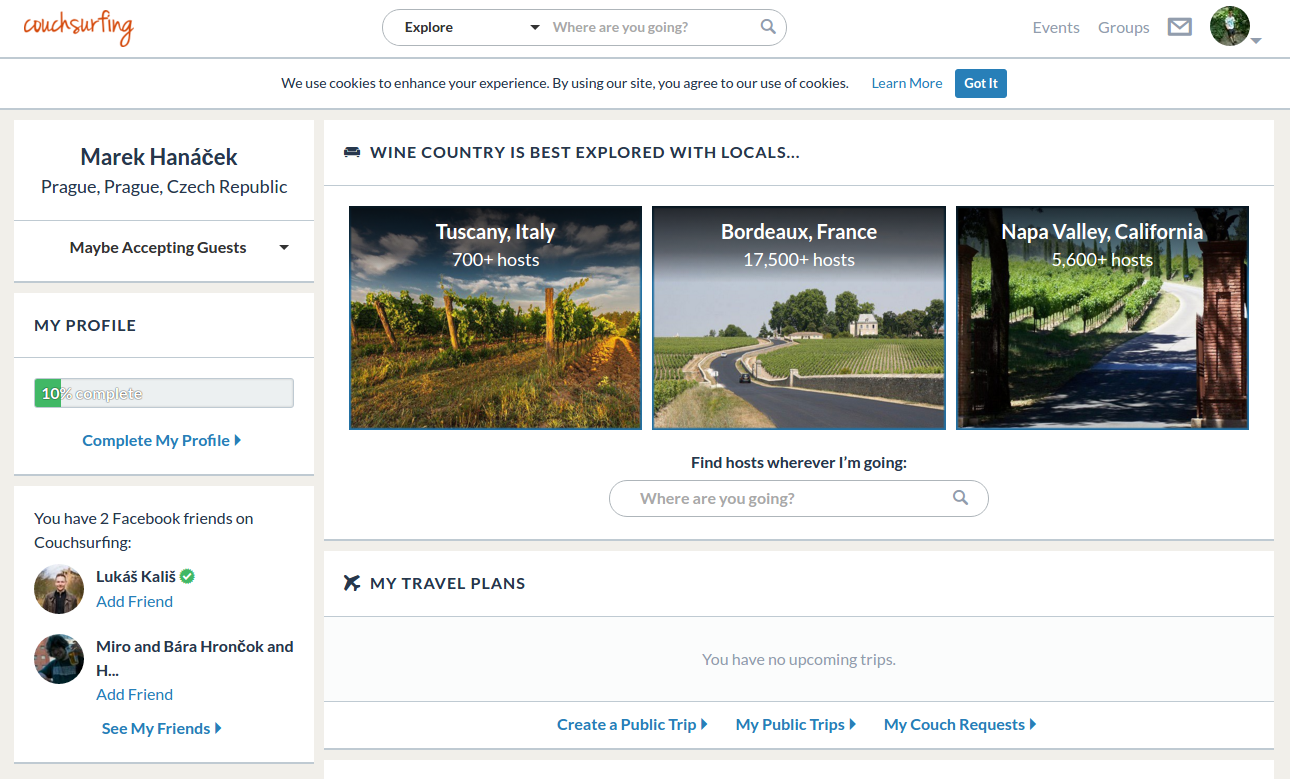 couchsurfing
Explore
Where are you going?
Events
Groups
We use cookies to enhance your experience. By using our site, you agree to our use of cookies.
Learn More
Got It
Marek Hanáček
Prague, Prague, Czech Republic
Maybe Accepting Guests
MY PROFILE
10% complete
Complete My Profile
You have 2 Facebook friends on
Couchsurfing:
Lukáš Kališ
Add Friend
Miro and Bára Hrončok and
H...
Add Friend
See My Friends
WINE COUNTRY IS BEST EXPLORED WITH LOCALS...
Tuscany, Italy
700+ hosts
Bordeaux, France
17,500+ hosts
Napa Valley, California
5,600+ hosts
Find hosts wherever I'm going:
Where are you going?
MY TRAVEL PLANS
You have no upcoming trips.
Create a Public Trip
My Public Trips
My Couch Requests